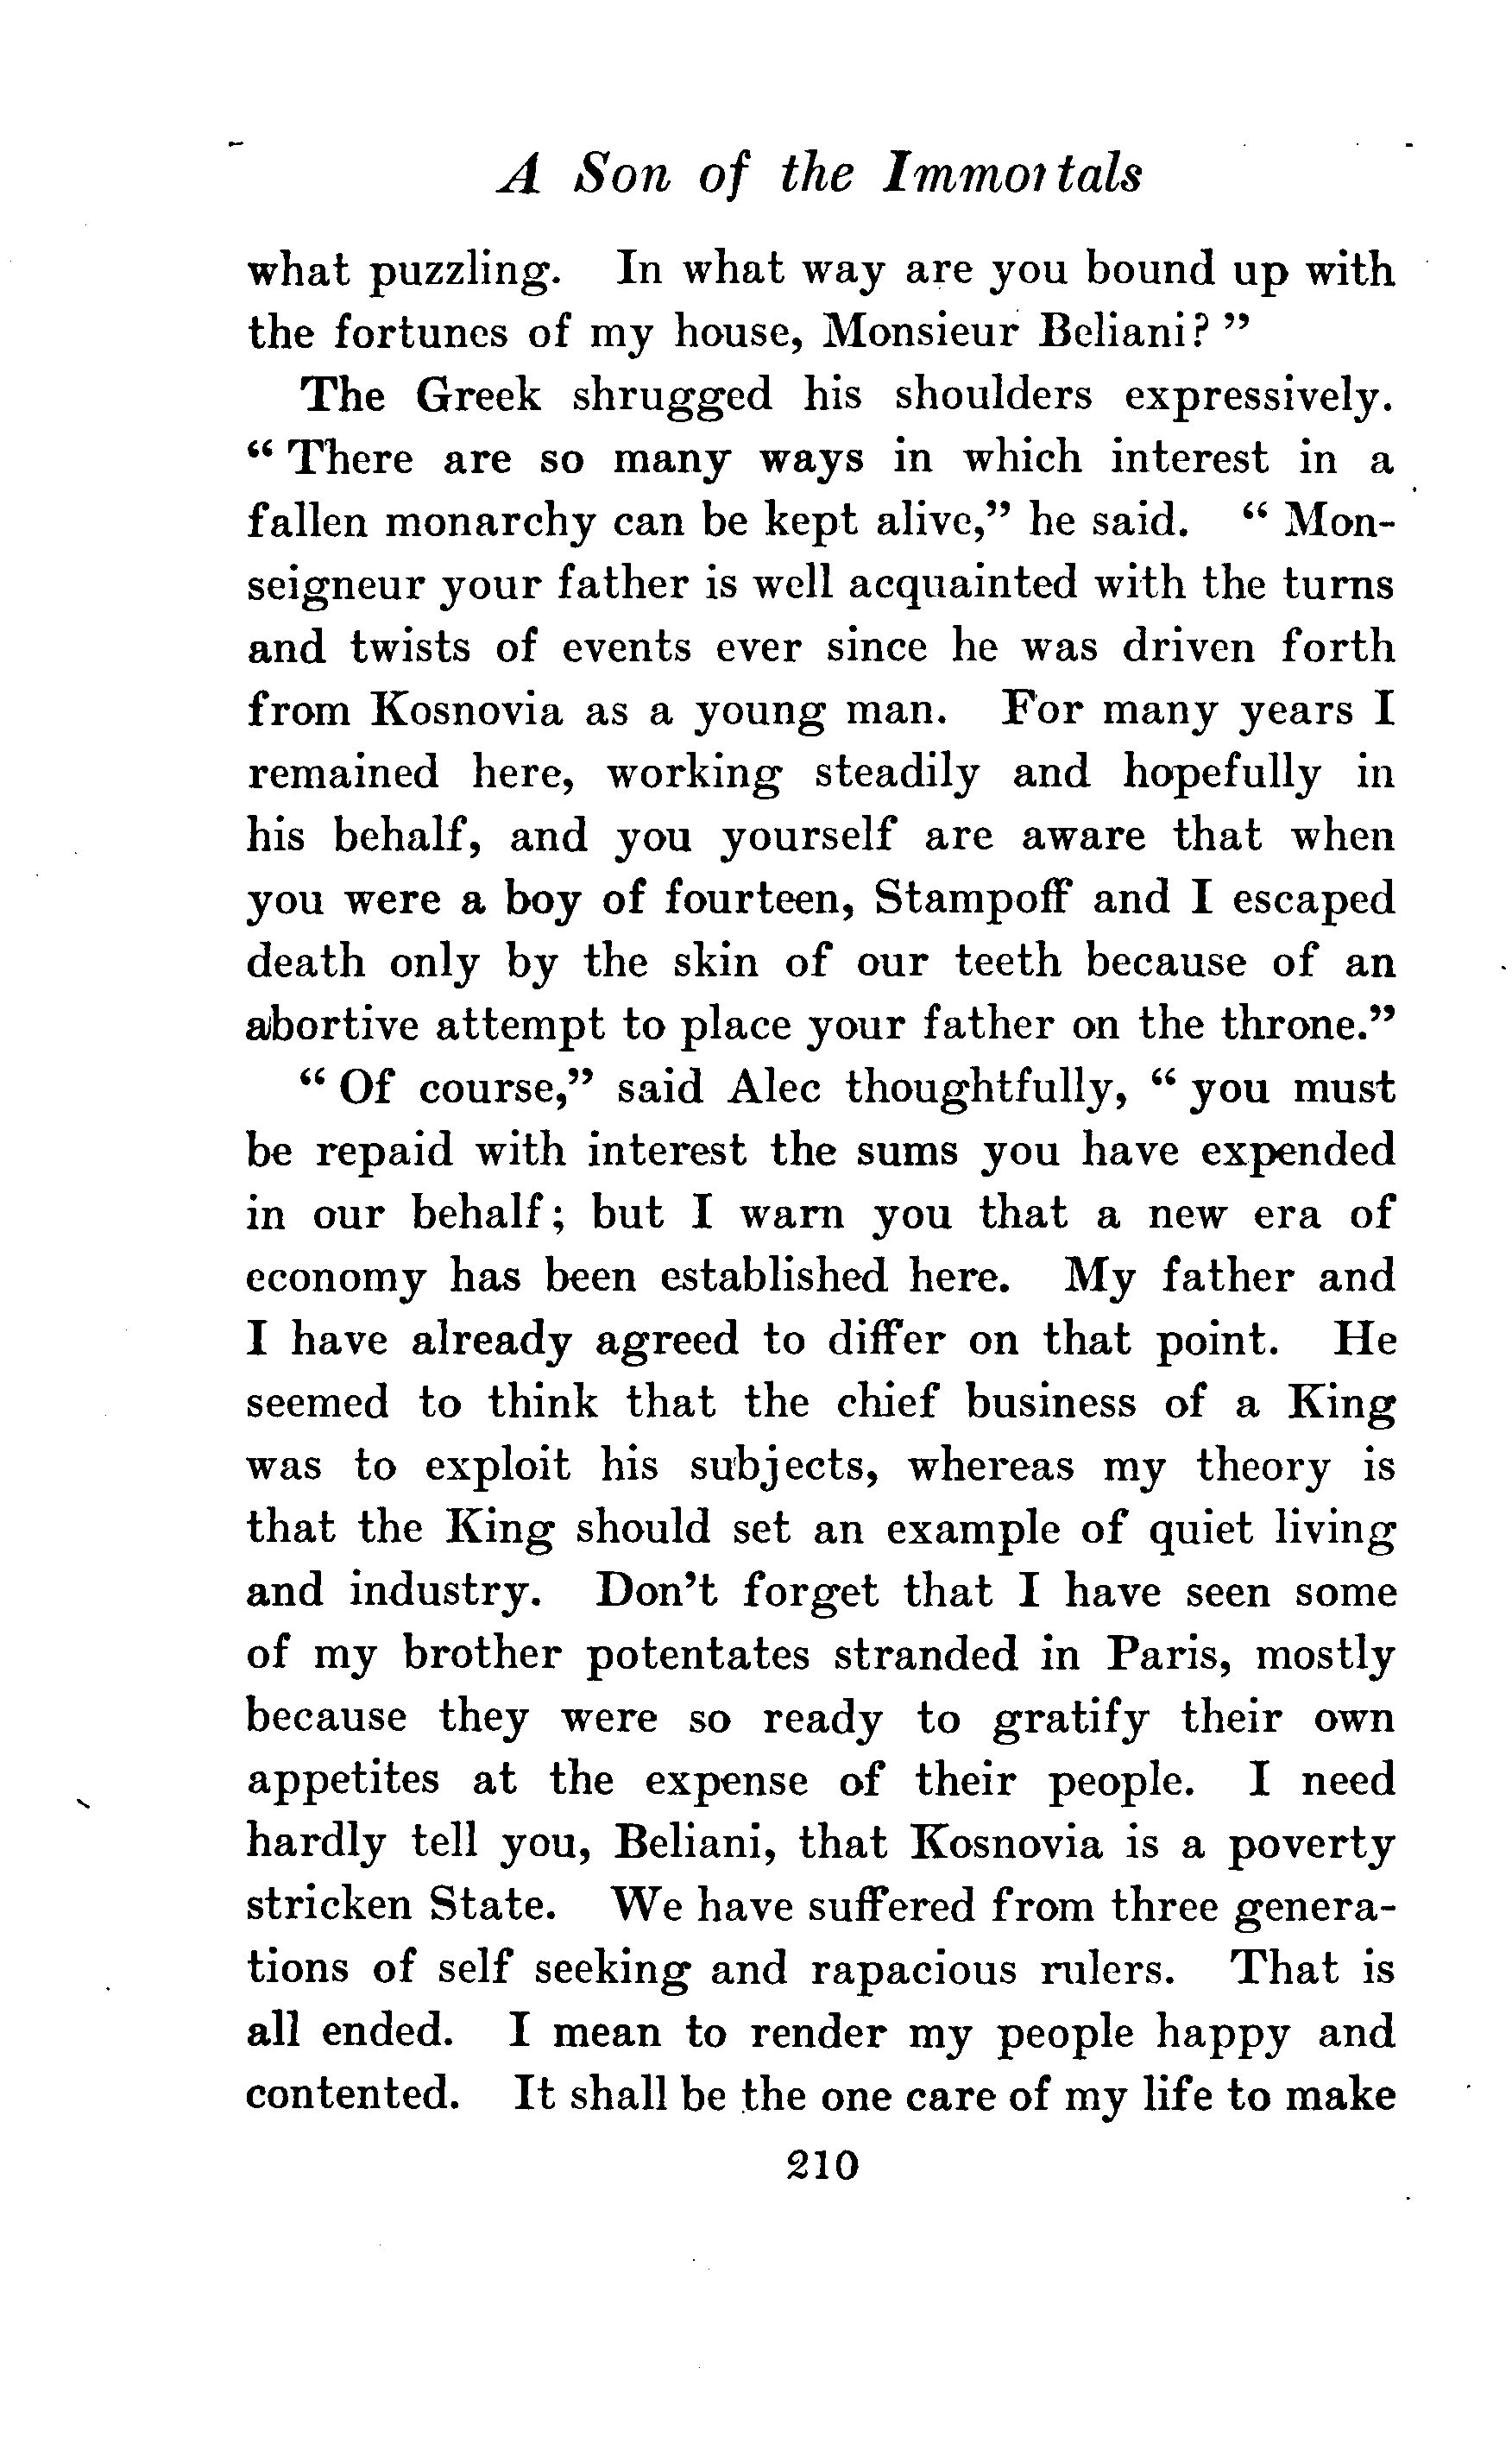 A Son of the Immortals
what puzzling. In what way are you bound up with
the fortunes of my house, Monsieur Beliani?”
The Greek shrugged his shoulders expressively.
“There are so many ways in which interest in a
fallen monarchy can be kept alive,” he said. “Mon-
seigneur your father is well acquainted with the turns
and twists of events ever since he was driven forth
from Kosnovia as a young man. For many years I
remained here, working steadily and hopefully in
his behalf, and you yourself are aware that when
you were a boy of fourteen, Stampoff and I escaped
death only by the skin of our teeth because of an
abortive attempt to place your father on the throne.”
“Of course,” said Alec thoughtfully, “you must
be repaid with interest the sums you have expended
in our behalf; but I warn you that a new era of
economy has been established here. My father and
I have already agreed to differ on that point. He
seemed to think that the chief business of a King
was to exploit his subjects, whereas my theory is
that the King should set an example of quiet living
and industry. Don’t forget that I have seen some
of my brother potentates stranded in Paris, mostly
because they were so ready to gratify their own
appetites at the expense of their people. I need
hardly tell you, Beliani, that Kosnovia is a poverty
stricken State. We have suffered from three genera-
tions of self seeking and rapacious rulers. That is
all ended. I mean to render my people happy and
contented. It shall be the one care of my life to make
210